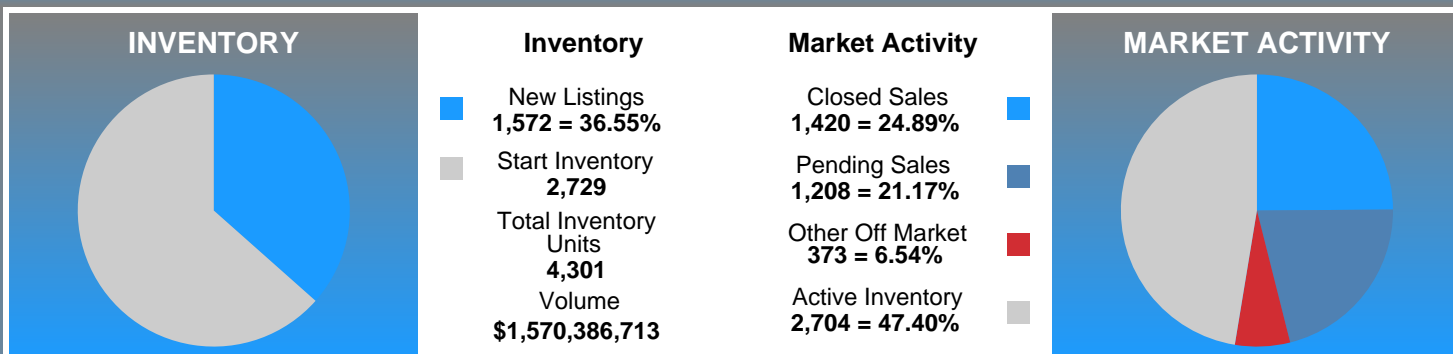 INVENTORY
Inventory
New Listings
1,572 = 36.55%
Start Inventory
2,729
Total Inventory
Units
4,301
Volume
$1,570,386,713
Market Activity
Closed Sales
1,420 = 24.89%
Pending Sales
1,208 = 21.17%
Other Off Market
373 = 6.54%
Active Inventory
2,704 = 47.40%
MARKET ACTIVITY